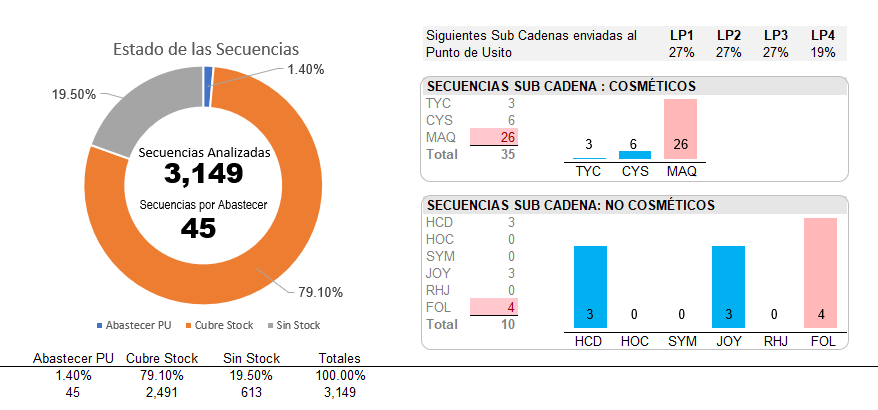 Estado de las Secuencias
1.40%
19.50%
Secuencias Analizadas
3,149
Secuencias por Abastecer
45
79.10%
Abastecer PU Cubre Stock Sin Stock
Abastecer PU Cubre Stock Sin Stock Totales
1.40% 79.10% 19.50% 100.00%
45 2,491 613 3,149
Siguientes Sub Cadenas enviadas al LP1 LP2 LP3 LP4
Punto de Usito 27% 27% 27% 19%
SECUENCIAS SUB CADENA : COSMÉTICOS
TYC 3
CYS 6
MAQ 26
Total 35
3 6 26
TYC CYS MAQ
SECUENCIAS SUB CADENA: NO COSMÉTICOS
HCD 3
HOC 0
SYM 0
JOY 3
RHJ 0
FOL 4
Total 10
3 0 0 3 0 4
HCD HOC SYM JOY RHJ FOL